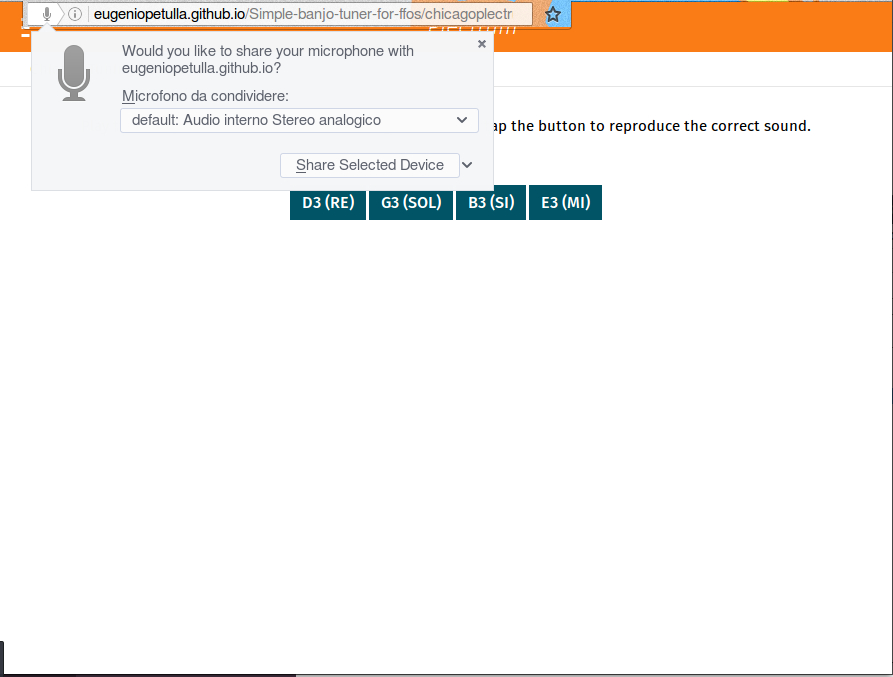 eugeniopetulla.github.io/Simple-banjo-tuner-for-ffos/chicagoplectr
Would you like to share your microphone with
eugeniopetulla.github.io?
Microfono da condividere:
default: Audio interno Stereo analogico
Share Selected Device
ap the button to reproduce the correct sound.
D3 (RE) G3 (SOL) B3 (SI) E3 (MI)